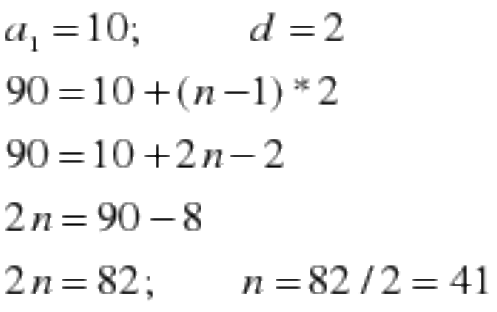 a₁ = 10;   d = 2
90 = 10 + (n − 1) * 2
90 = 10 + 2n − 2
2n = 90 − 8
2n = 82;   n = 82 / 2 = 41